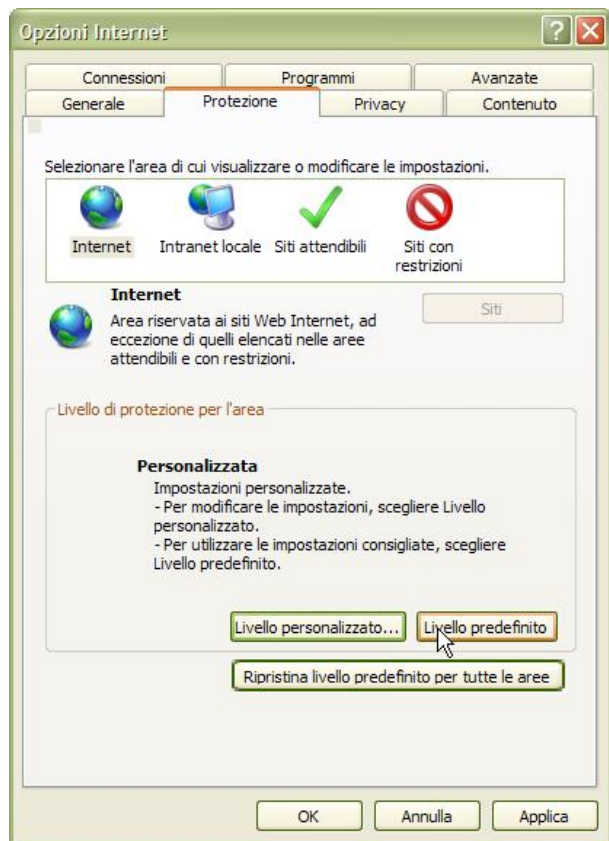 Opzioni Internet
Connessioni
Programmi
Avanzate
Generale
Protezione
Privacy
Contenuto
Selezionare l'area di cui visualizzare o modificare le impostazioni.
Internet
Intranet locale
Siti attendibili
Siti con
restrizioni
Internet
Area riservata ai siti Web Internet, ad
eccezione di quelli elencati nelle aree
attendibili e con restrizioni.
Siti
Livello di protezione per l'area
Personalizzata
Impostazioni personalizzate.
- Per modificare le impostazioni, scegliere Livello
personalizzato.
- Per utilizzare le impostazioni consigliate, scegliere
Livello predefinito.
Livello personalizzato...
Livello predefinito
Ripristina livello predefinito per tutte le aree
OK
Annulla
Applica